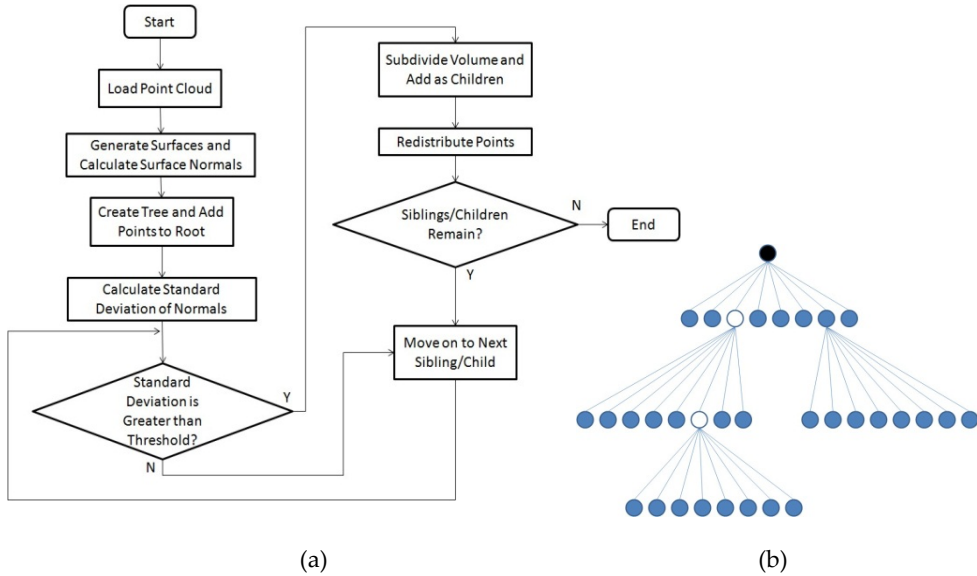 Start
Load Point Cloud
Generate Surfaces and
Calculate Surface Normals
Create Tree and Add
Points to Root
Calculate Standard
Deviation of Normals
Standard
Deviation is
Greater than
Threshold?
Y
N
Subdivide Volume and
Add as Children
Redistribute Points
Siblings/Children
Remain?
N
End
Y
Move on to Next
Sibling/Child
(a)
(b)